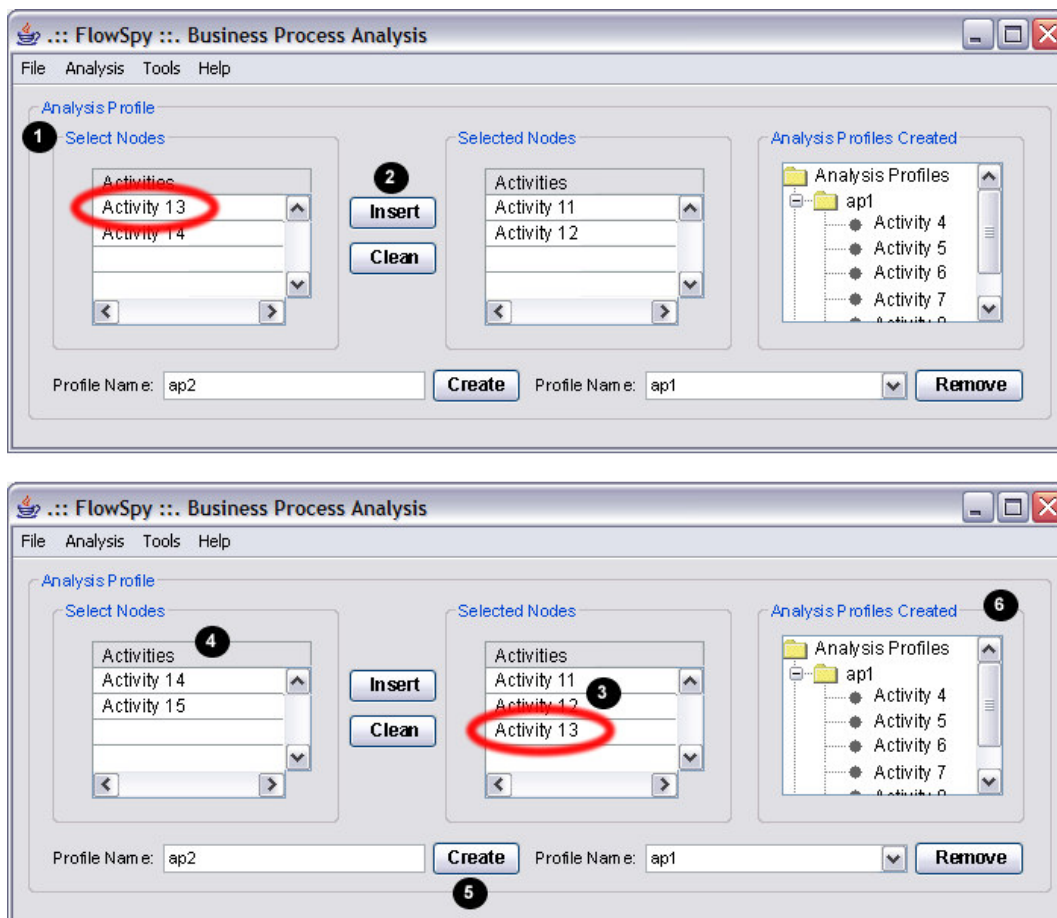 .:: FlowSpy ::. Business Process Analysis
File Analysis Tools Help
Analysis Profile
1 Select Nodes
Activities
Activity 13
Activity 14
2
Insert
Clean
Selected Nodes
Activities
Activity 11
Activity 12
Analysis Profiles Created
Analysis Profiles
ap1
Activity 4
Activity 5
Activity 6
Activity 7
Profile Name: ap2 Create Profile Name: ap1 Remove
.:: FlowSpy ::. Business Process Analysis
File Analysis Tools Help
Analysis Profile
Select Nodes
4
Activities
Activity 14
Activity 15
Insert
Clean
Selected Nodes
Activities
Activity 11
3
Activity 12
Activity 13
Analysis Profiles Created 6
Analysis Profiles
ap1
Activity 4
Activity 5
Activity 6
Activity 7
Profile Name: ap2 Create Profile Name: ap1 Remove
5